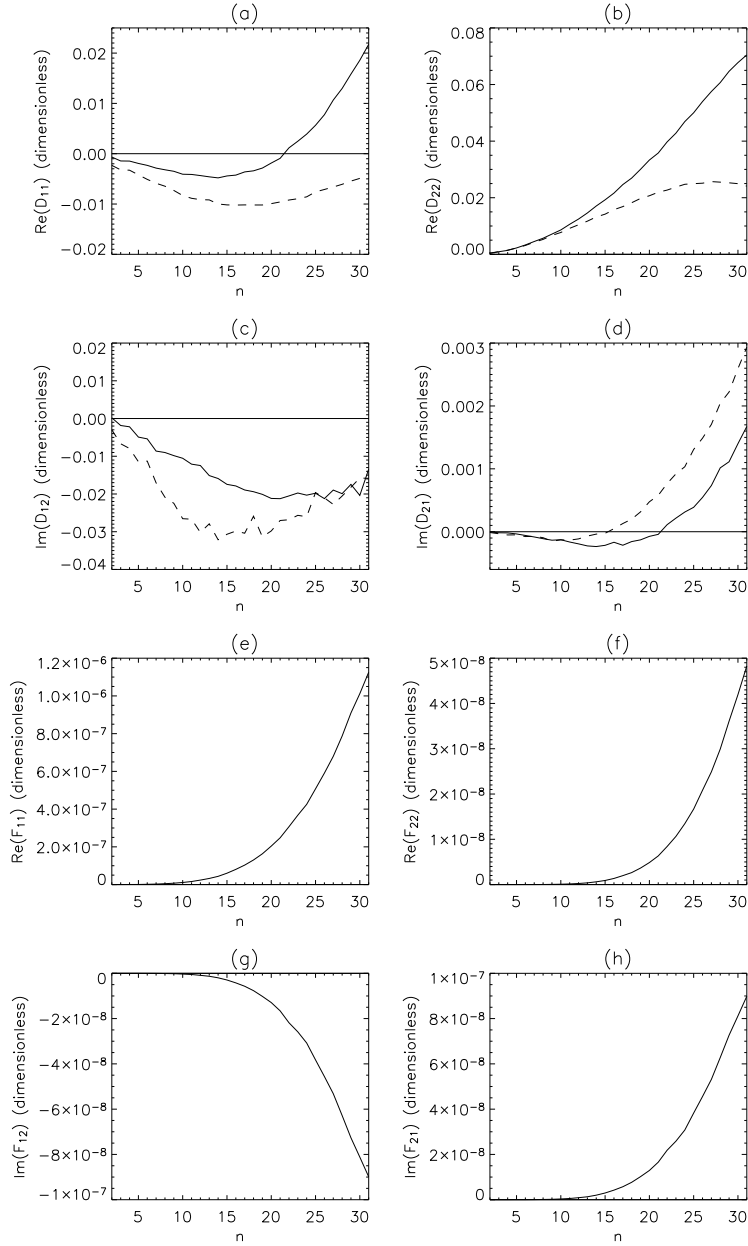 (a)
Re(D11) (dimensionless)
0.02
0.01
0.00
−0.01
−0.02
5 10 15 20 25 30
n
(b)
Re(D22) (dimensionless)
0.08
0.06
0.04
0.02
0.00
5 10 15 20 25 30
n
(c)
Im(D12) (dimensionless)
0.02
0.01
0.00
−0.01
−0.02
−0.03
−0.04
5 10 15 20 25 30
n
(d)
Im(D21) (dimensionless)
0.003
0.002
0.001
0.000
5 10 15 20 25 30
n
(e)
Re(F11) (dimensionless)
1.2×10−6
1.0×10−6
8.0×10−7
6.0×10−7
4.0×10−7
2.0×10−7
0
5 10 15 20 25 30
n
(f)
Re(F22) (dimensionless)
5×10−8
4×10−8
3×10−8
2×10−8
1×10−8
0
5 10 15 20 25 30
n
(g)
Im(F12) (dimensionless)
0
−2×10−8
−4×10−8
−6×10−8
−8×10−8
−1×10−7
5 10 15 20 25 30
n
(h)
Im(F21) (dimensionless)
1×10−7
8×10−8
6×10−8
4×10−8
2×10−8
0
5 10 15 20 25 30
n